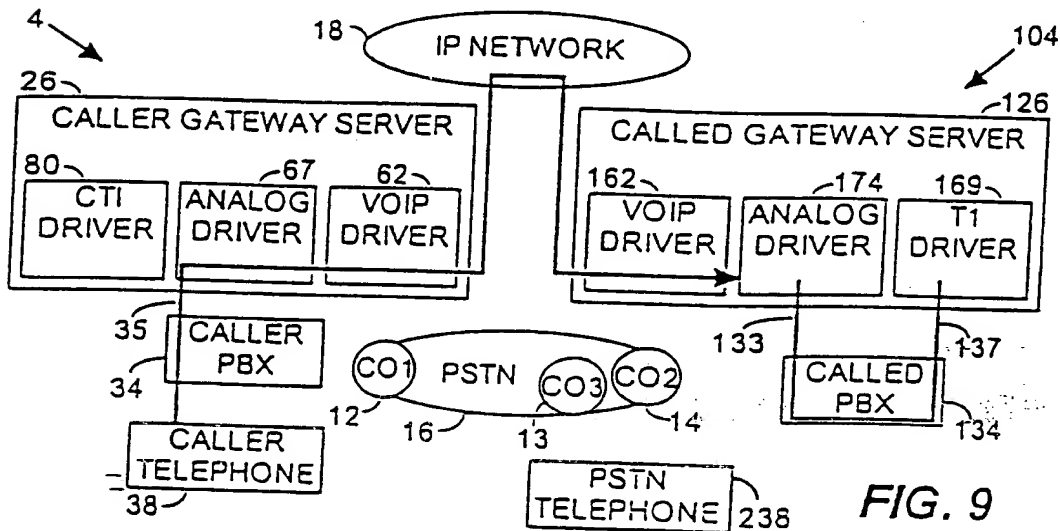 4
18
IP NETWORK
104
26
CALLER GATEWAY SERVER
126
CALLED GATEWAY SERVER
80
CTI
DRIVER
67
ANALOG
DRIVER
62
VOIP
DRIVER
162
VOIP
DRIVER
174
ANALOG
DRIVER
169
T1
DRIVER
35
34
CALLER
PBX
133
137
CALLED
PBX
134
CO1
PSTN
CO3
CO2
12
16
13
14
CALLER
TELEPHONE
38
PSTN
TELEPHONE
238
FIG. 9